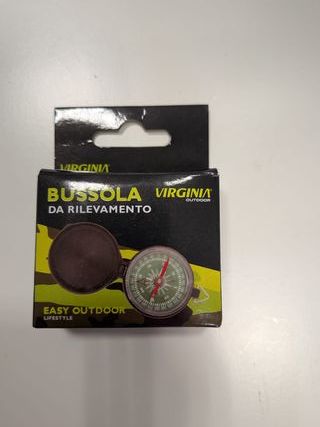 VIRGINIA
BUSSOLA VIRGINIA
OUTDOOR
DA RILEVAMENTO
EASY OUTDOOR
LIFESTYLE